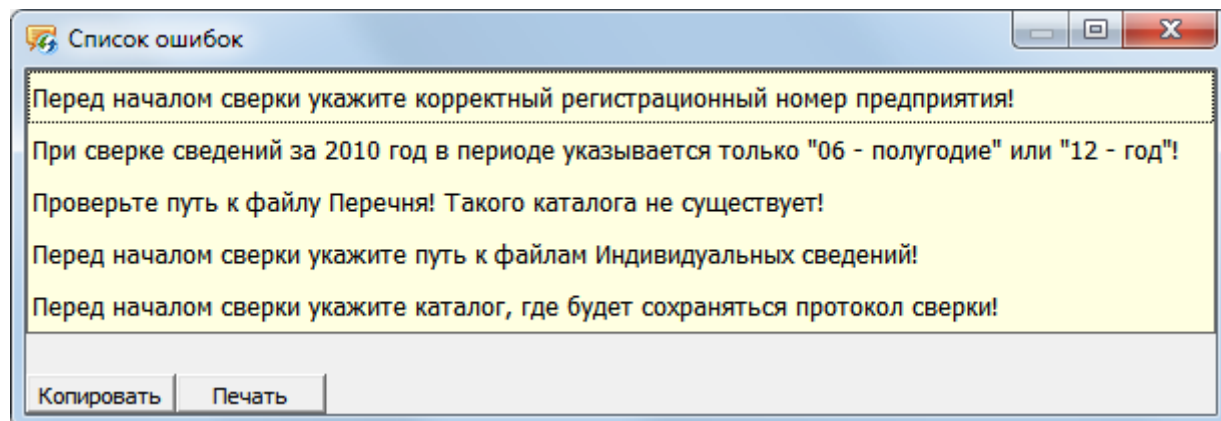 Список ошибок
Перед началом сверки укажите корректный регистрационный номер предприятия!
При сверке сведений за 2010 год в периоде указывается только "06 - полугодие" или "12 - год"!
Проверьте путь к файлу Перечня! Такого каталога не существует!
Перед началом сверки укажите путь к файлам Индивидуальных сведений!
Перед началом сверки укажите каталог, где будет сохраняться протокол сверки!
Копировать Печать